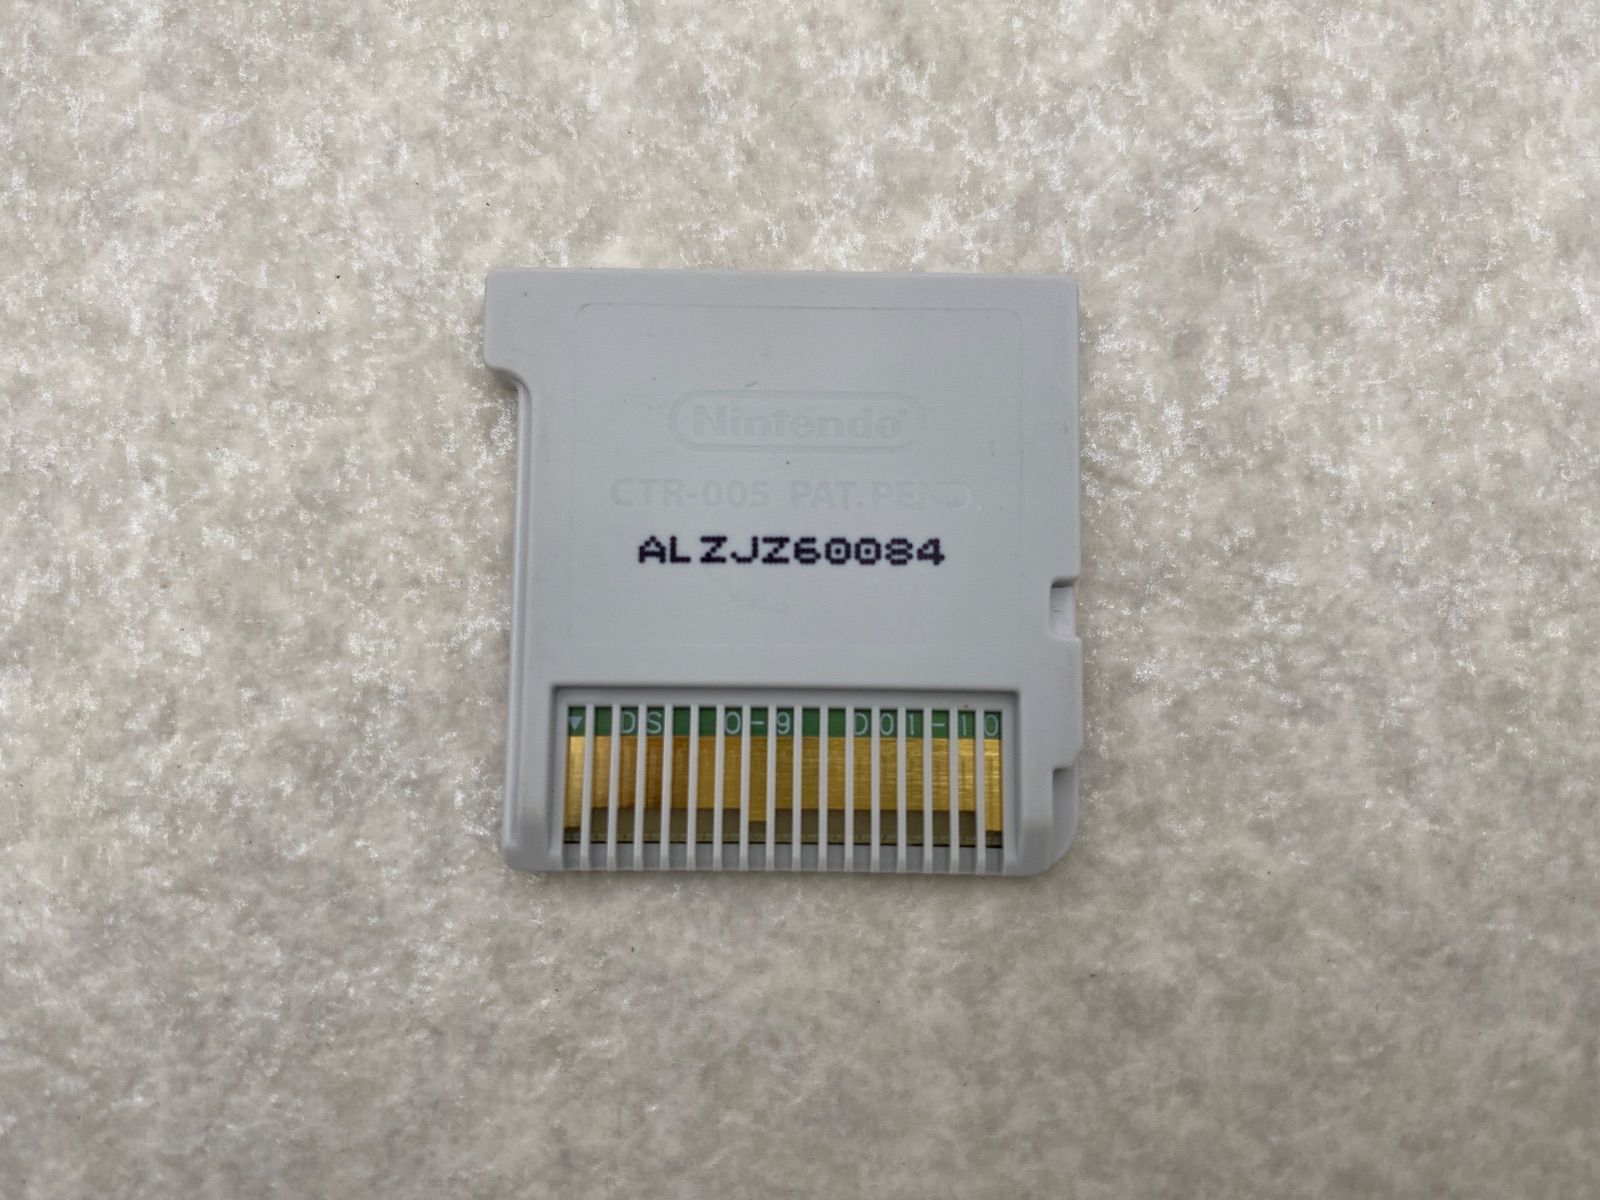 Nintendo®
CTR-005 PAT. PEND.
ALZJZ60084
DS 0-9 D01-10